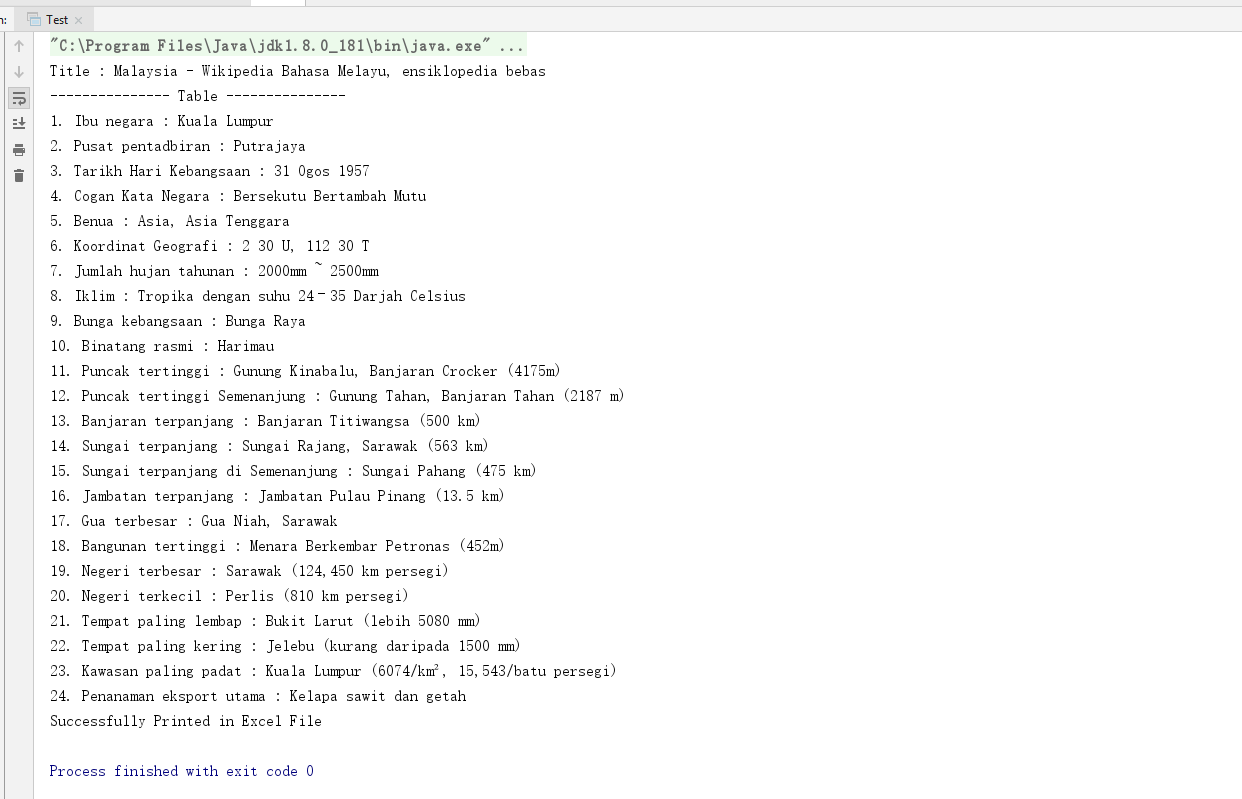 n:
Test
"C:\Program Files\Java\jdk1.8.0_181\bin\java.exe" ...
Title : Malaysia - Wikipedia Bahasa Melayu, ensiklopedia bebas
--------------- Table ---------------
1. Ibu negara : Kuala Lumpur
2. Pusat pentadbiran : Putrajaya
3. Tarikh Hari Kebangsaan : 31 Ogos 1957
4. Cogan Kata Negara : Bersekutu Bertambah Mutu
5. Benua : Asia, Asia Tenggara
6. Koordinat Geografi : 2 30 U, 112 30 T
7. Jumlah hujan tahunan : 2000mm ~ 2500mm
8. Iklim : Tropika dengan suhu 24–35 Darjah Celsius
9. Bunga kebangsaan : Bunga Raya
10. Binatang rasmi : Harimau
11. Puncak tertinggi : Gunung Kinabalu, Banjaran Crocker (4175m)
12. Puncak tertinggi Semenanjung : Gunung Tahan, Banjaran Tahan (2187 m)
13. Banjaran terpanjang : Banjaran Titiwangsa (500 km)
14. Sungai terpanjang : Sungai Rajang, Sarawak (563 km)
15. Sungai terpanjang di Semenanjung : Sungai Pahang (475 km)
16. Jambatan terpanjang : Jambatan Pulau Pinang (13.5 km)
17. Gua terbesar : Gua Niah, Sarawak
18. Bangunan tertinggi : Menara Berkembar Petronas (452m)
19. Negeri terbesar : Sarawak (124,450 km persegi)
20. Negeri terkecil : Perlis (810 km persegi)
21. Tempat paling lembap : Bukit Larut (lebih 5080 mm)
22. Tempat paling kering : Jelebu (kurang daripada 1500 mm)
23. Kawasan paling padat : Kuala Lumpur (6074/km², 15,543/batu persegi)
24. Penanaman eksport utama : Kelapa sawit dan getah
Successfully Printed in Excel File
Process finished with exit code 0